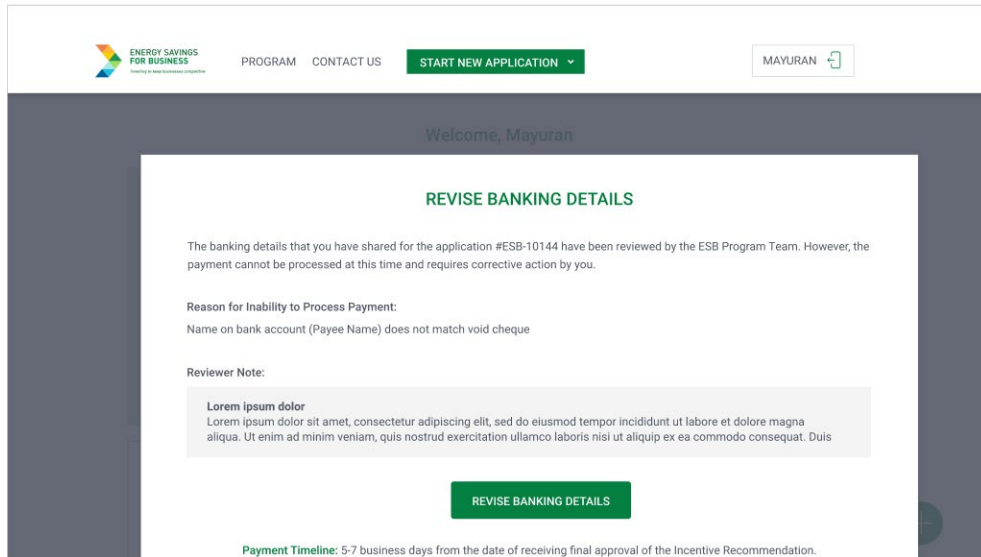 ENERGY SAVINGS
FOR BUSINESS
Investing to keep businesses competitive
PROGRAM CONTACT US START NEW APPLICATION MAYURAN
Welcome, Mayuran
REVISE BANKING DETAILS
The banking details that you have shared for the application #ESB-10144 have been reviewed by the ESB Program Team. However, the
payment cannot be processed at this time and requires corrective action by you.
Reason for Inability to Process Payment:
Name on bank account (Payee Name) does not match void cheque
Reviewer Note:
Lorem ipsum dolor
Lorem ipsum dolor sit amet, consectetur adipiscing elit, sed do eiusmod tempor incididunt ut labore et dolore magna
aliqua. Ut enim ad minim veniam, quis nostrud exercitation ullamco laboris nisi ut aliquip ex ea commodo consequat. Duis
REVISE BANKING DETAILS
Payment Timeline: 5-7 business days from the date of receiving final approval of the Incentive Recommendation.